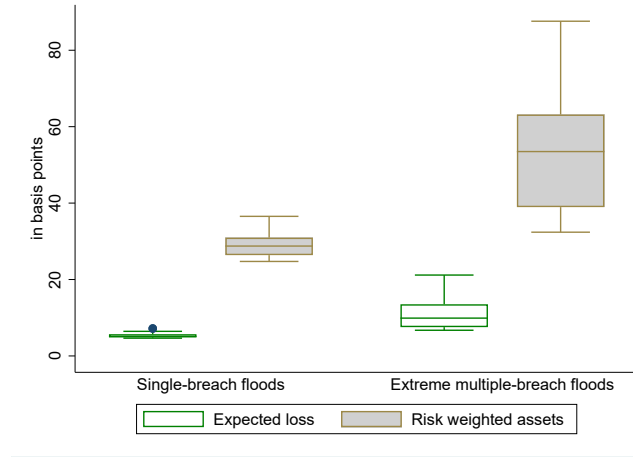 in basis points
80
60
40
20
0
Single-breach floods Extreme multiple-breach floods
Expected loss Risk weighted assets